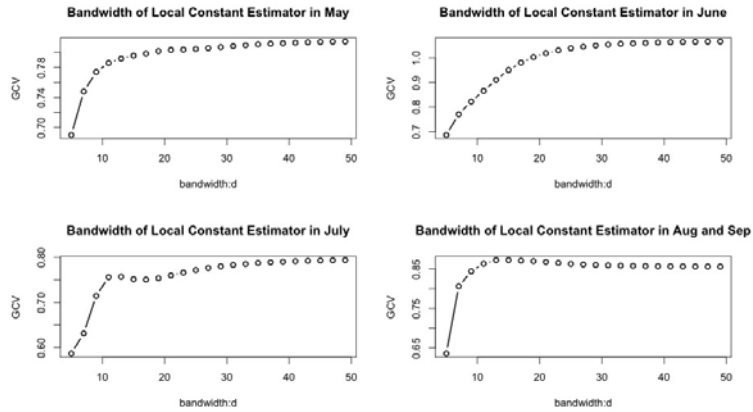 Bandwidth of Local Constant Estimator in May
GCV
0.70 0.74 0.78
10 20 30 40 50
bandwidth:d
Bandwidth of Local Constant Estimator in June
GCV
0.7 0.8 0.9 1.0
10 20 30 40 50
bandwidth:d
Bandwidth of Local Constant Estimator in July
GCV
0.60 0.70 0.80
10 20 30 40 50
bandwidth:d
Bandwidth of Local Constant Estimator in Aug and Sep
GCV
0.65 0.75 0.85
10 20 30 40 50
bandwidth:d